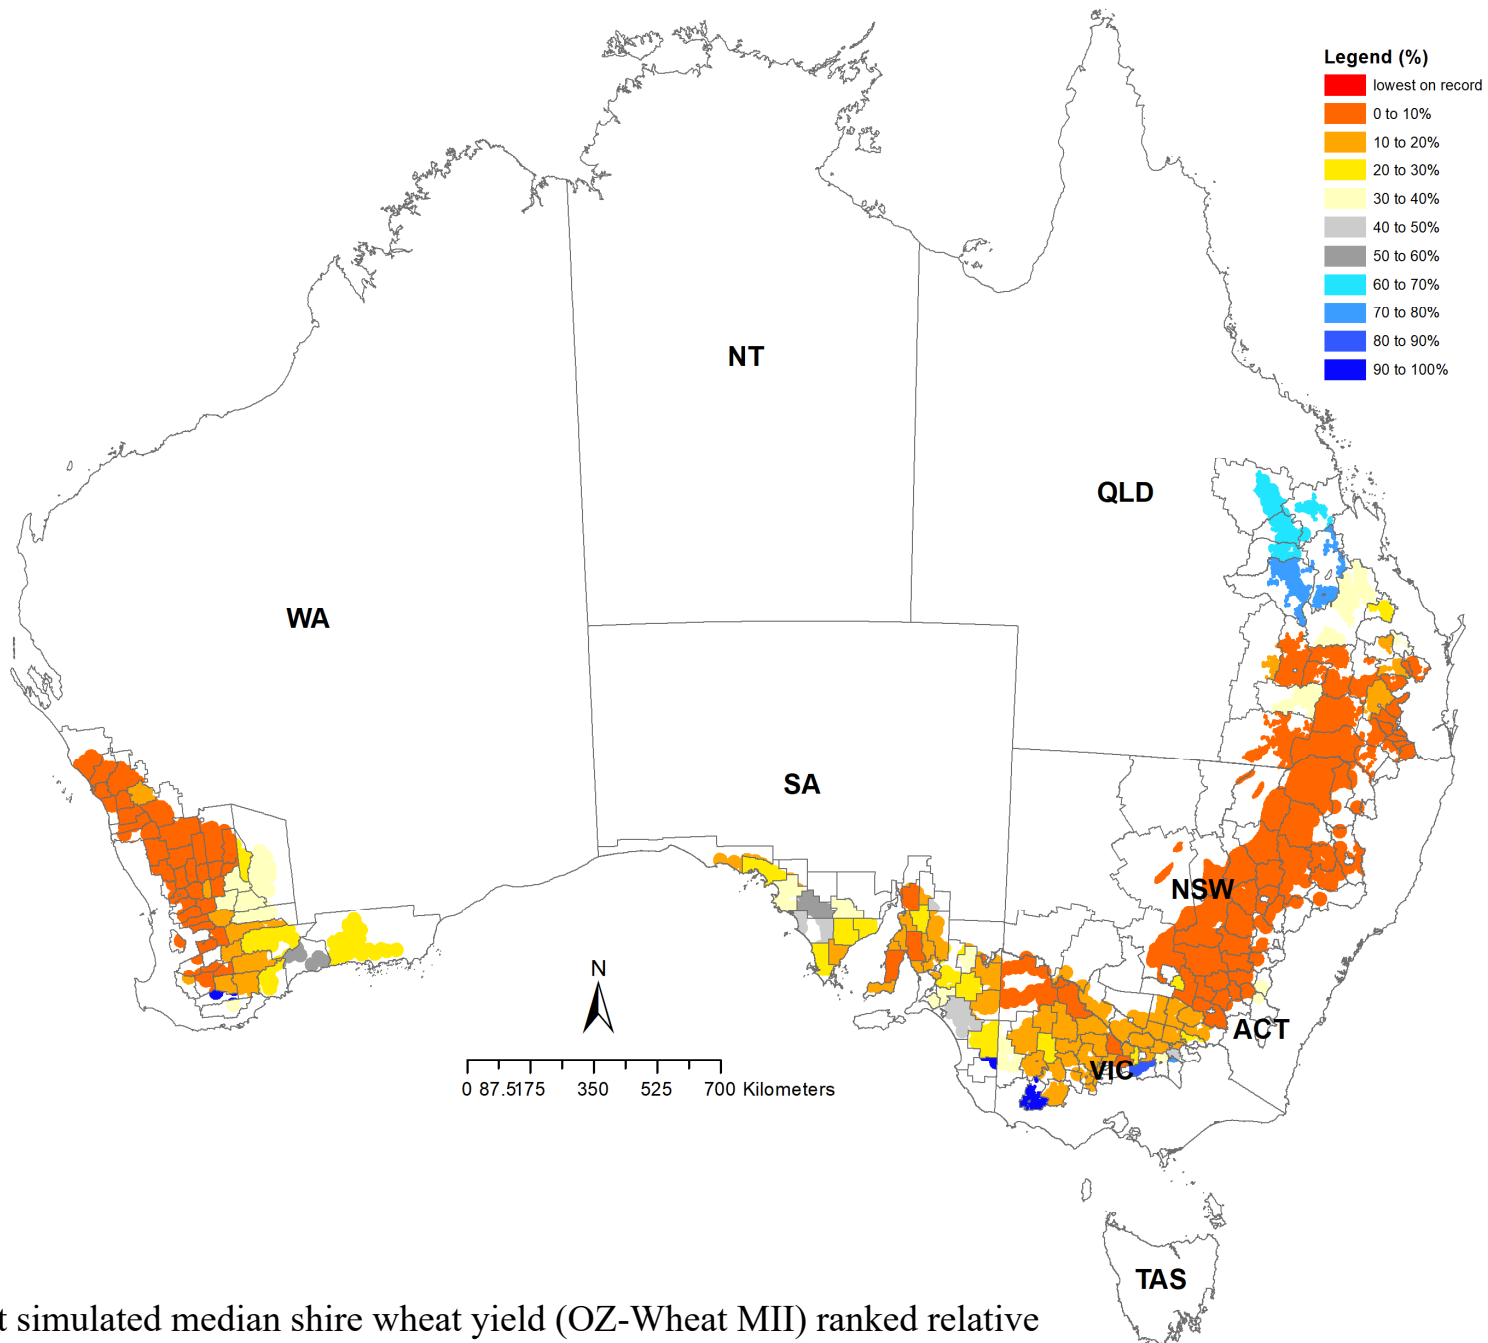 Legend (%)
lowest on record
0 to 10%
10 to 20%
20 to 30%
30 to 40%
40 to 50%
50 to 60%
60 to 70%
70 to 80%
80 to 90%
90 to 100%
NT
QLD
WA
SA
NSW
N
ACT
VIC
0 87.5175 350 525 700 Kilometers
TAS
t simulated median shire wheat yield (OZ-Wheat MII) ranked relative